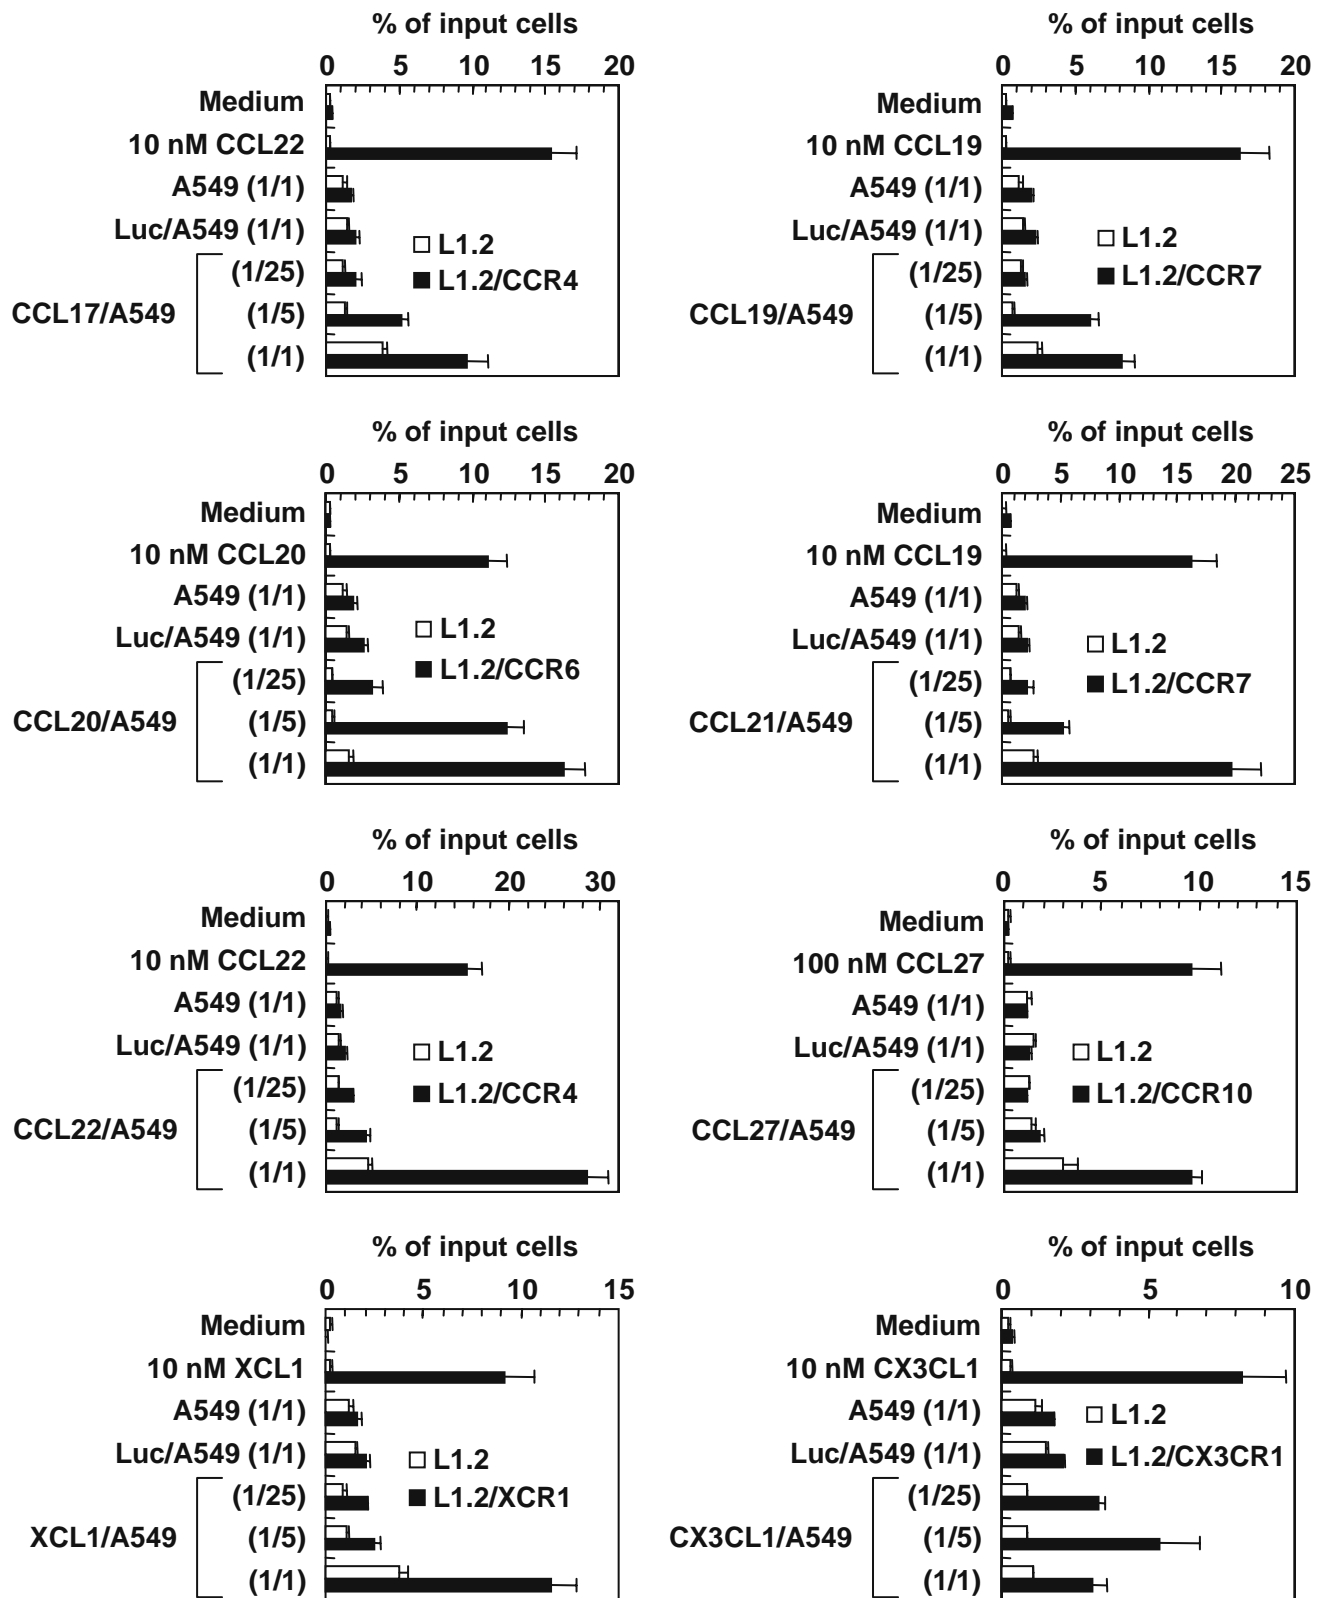 % of input cells
0 5 10 15 20
Medium
10 nM CCL22
A549 (1/1)
Luc/A549 (1/1)
(1/25)
CCL17/A549 (1/5)
(1/1)
L1.2
L1.2/CCR4
% of input cells
0 5 10 15 20
Medium
10 nM CCL19
A549 (1/1)
Luc/A549 (1/1)
(1/25)
CCL19/A549 (1/5)
(1/1)
L1.2
L1.2/CCR7
% of input cells
0 5 10 15 20
Medium
10 nM CCL20
A549 (1/1)
Luc/A549 (1/1)
(1/25)
CCL20/A549 (1/5)
(1/1)
L1.2
L1.2/CCR6
% of input cells
0 5 10 15 20 25
Medium
10 nM CCL19
A549 (1/1)
Luc/A549 (1/1)
(1/25)
CCL21/A549 (1/5)
(1/1)
L1.2
L1.2/CCR7
% of input cells
0 10 20 30
Medium
10 nM CCL22
A549 (1/1)
Luc/A549 (1/1)
(1/25)
CCL22/A549 (1/5)
(1/1)
L1.2
L1.2/CCR4
% of input cells
0 5 10 15
Medium
100 nM CCL27
A549 (1/1)
Luc/A549 (1/1)
(1/25)
CCL27/A549 (1/5)
(1/1)
L1.2
L1.2/CCR10
% of input cells
0 5 10 15
Medium
10 nM XCL1
A549 (1/1)
Luc/A549 (1/1)
(1/25)
XCL1/A549 (1/5)
(1/1)
L1.2
L1.2/XCR1
% of input cells
0 5 10
Medium
10 nM CX3CL1
A549 (1/1)
Luc/A549 (1/1)
(1/25)
CX3CL1/A549 (1/5)
(1/1)
L1.2
L1.2/CX3CR1